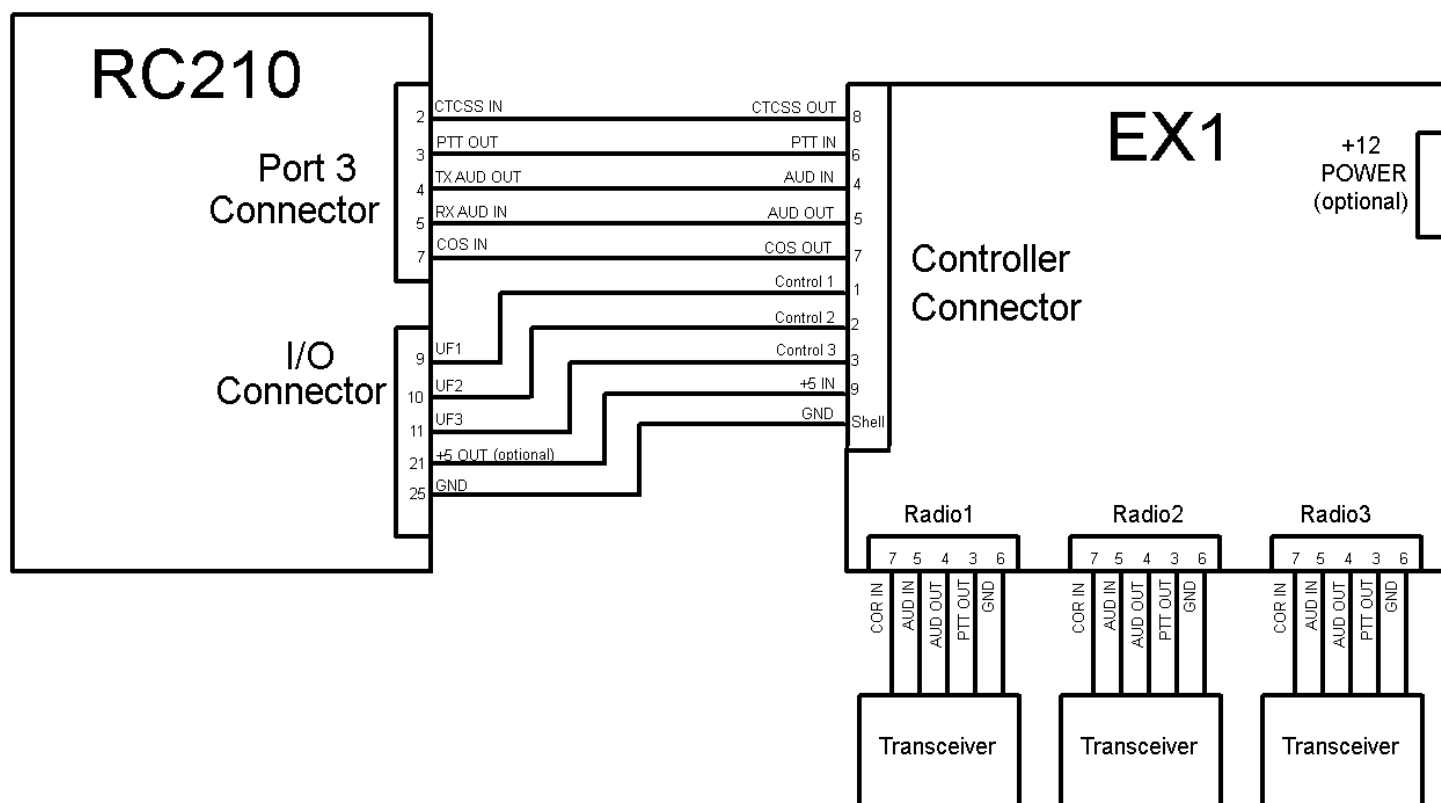 RC210
Port 3
Connector
2 CTCSS IN
3 PTT OUT
4 TX AUD OUT
5 RX AUD IN
7 COS IN
I/O
Connector
9 UF1
10 UF2
11 UF3
21 +5 OUT (optional)
25 GND
CTCSS OUT 8
PTT IN 6
AUD IN 4
AUD OUT 5
COS OUT 7
Control 1 1
Control 2 2
Control 3 3
+5 IN 9
GND Shell
EX1
+12
POWER
(optional)
Controller
Connector
Radio1
7 5 4 3 6
COR IN
AUD IN
AUD OUT
PTT OUT
GND
Transceiver
Radio2
7 5 4 3 6
COR IN
AUD IN
AUD OUT
PTT OUT
GND
Transceiver
Radio3
7 5 4 3 6
COR IN
AUD IN
AUD OUT
PTT OUT
GND
Transceiver